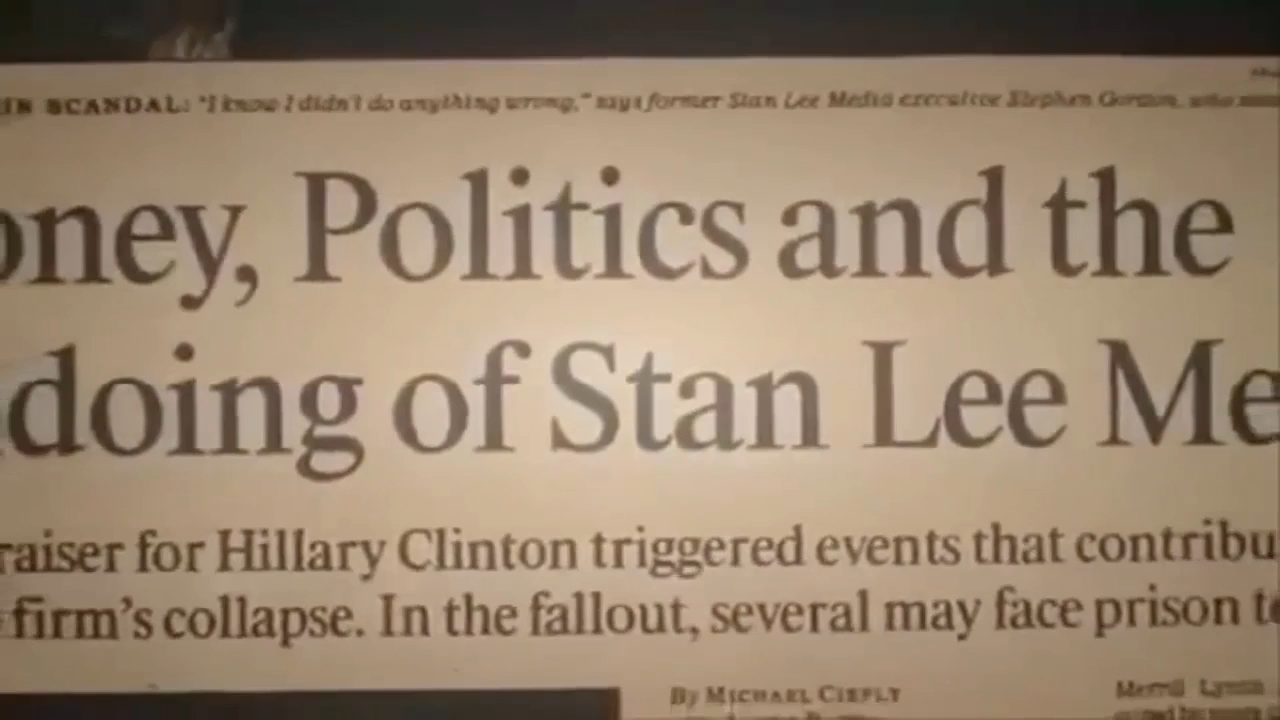 IN SCANDAL: "I know I didn't do anything wrong," says former Stan Lee Media executive Stephen Gordon, who
oney, Politics and the
doing of Stan Lee Me
raiser for Hillary Clinton triggered events that contribu
firm's collapse. In the fallout, several may face prison t
By MICHAEL CIEPLY
Merrill Lynch